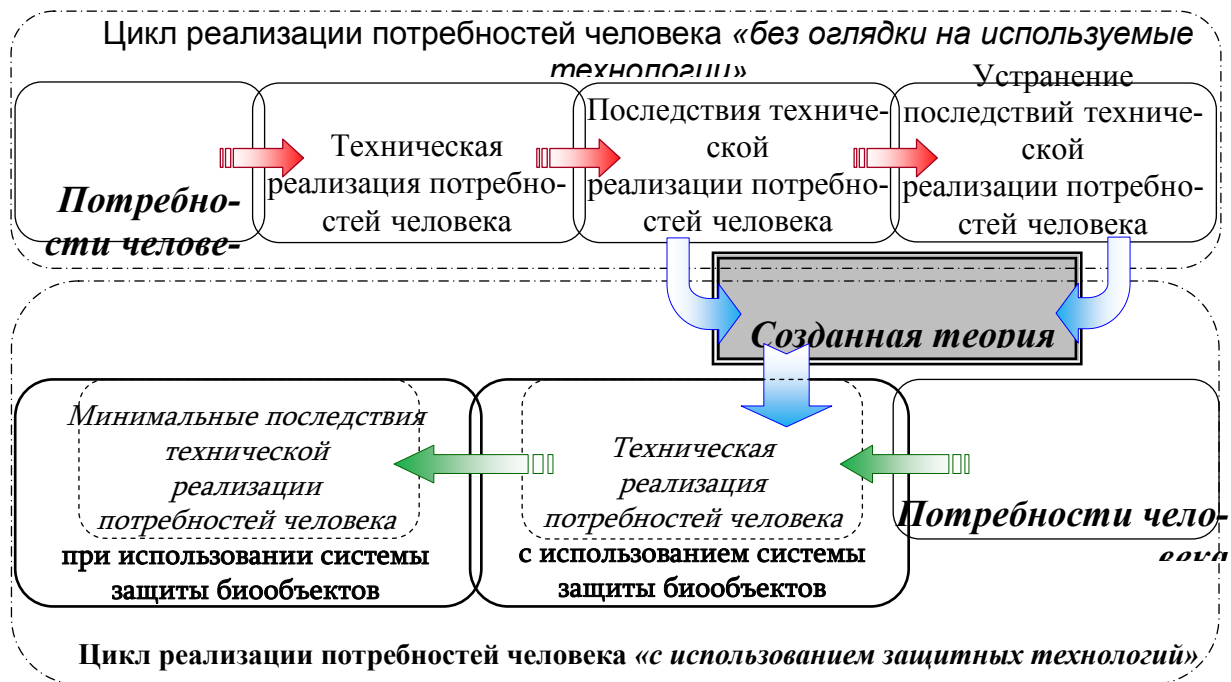 Цикл реализации потребностей человека «без оглядки на используемые
технологии»
Потребно-
сти челове-
Техническая
реализация потребно-
стей человека
Последствия техниче-
ской
реализации потребно-
стей человека
Устранение
последствий техниче-
ской
реализации потребно-
стей человека
Созданная теория
Минимальные последствия
технической
реализации
потребностей человека
при использовании системы
защиты биообъектов
Техническая
реализация
потребностей человека
с использованием системы
защиты биообъектов
Потребности чело-
века
Цикл реализации потребностей человека «с использованием защитных технологий»